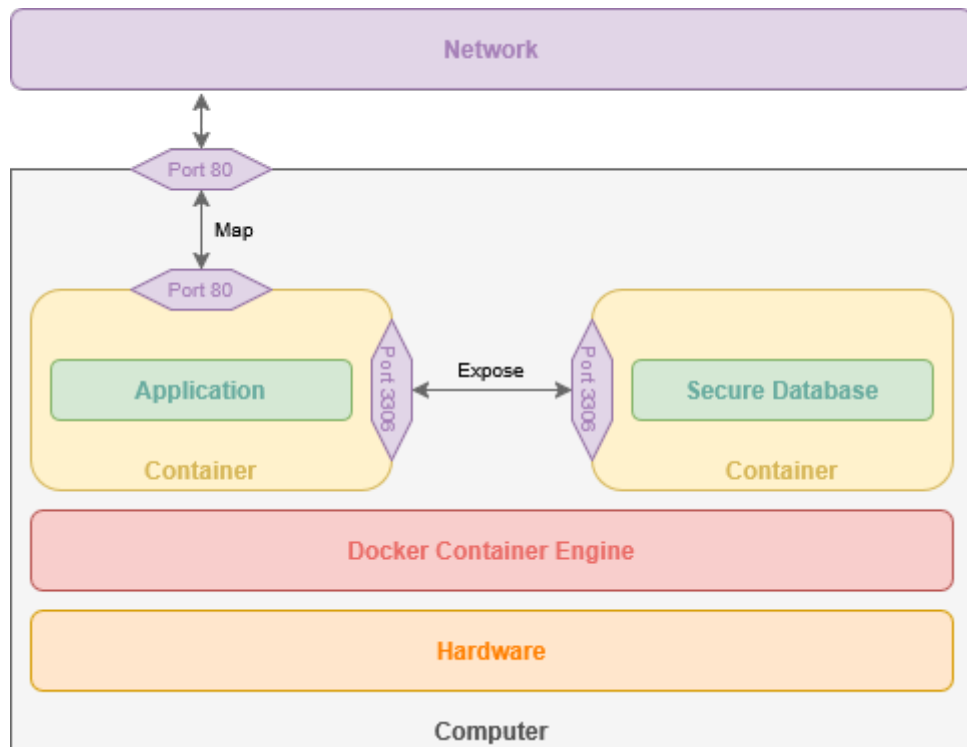 Network
Port 80
Map
Port 80
Application
Port 3306
Expose
Port 3306
Secure Database
Container
Container
Docker Container Engine
Hardware
Computer